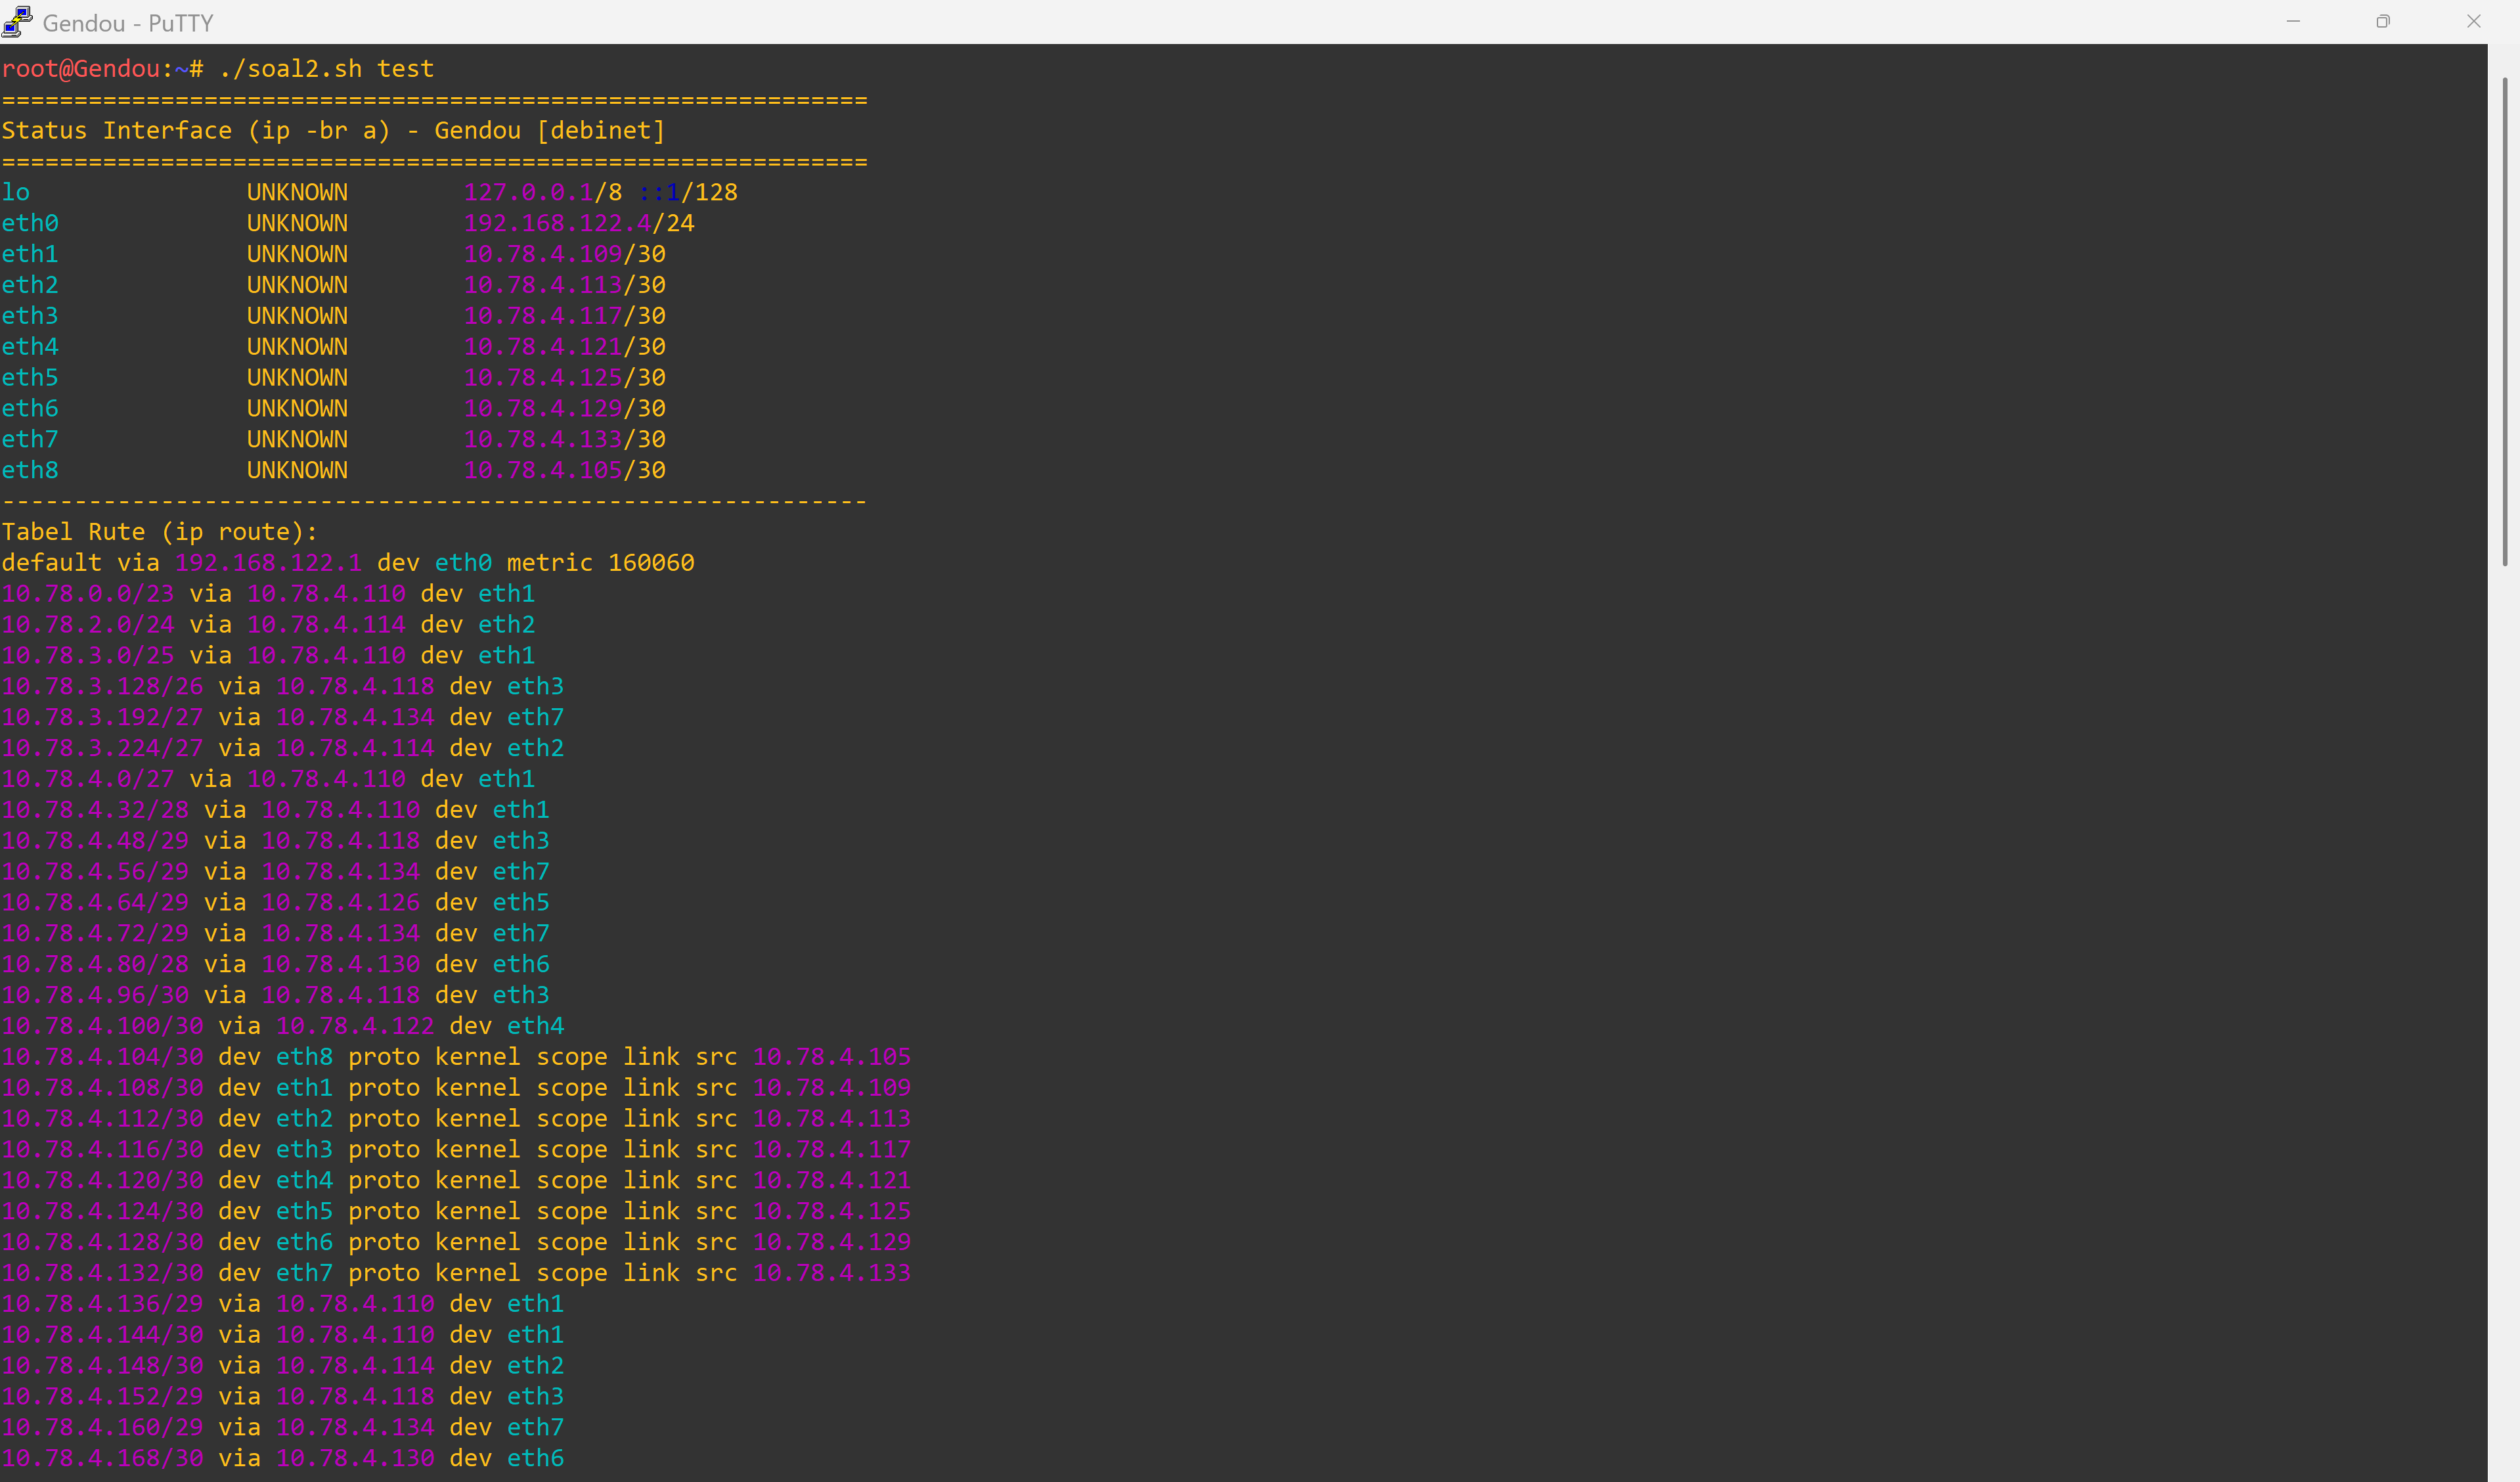 Gendou - PuTTY
root@Gendou:~# ./soal2.sh test
============================================================
Status Interface (ip -br a) - Gendou [debinet]
============================================================
lo               UNKNOWN        127.0.0.1/8 ::1/128
eth0             UNKNOWN        192.168.122.4/24
eth1             UNKNOWN        10.78.4.109/30
eth2             UNKNOWN        10.78.4.113/30
eth3             UNKNOWN        10.78.4.117/30
eth4             UNKNOWN        10.78.4.121/30
eth5             UNKNOWN        10.78.4.125/30
eth6             UNKNOWN        10.78.4.129/30
eth7             UNKNOWN        10.78.4.133/30
eth8             UNKNOWN        10.78.4.105/30
------------------------------------------------------------
Tabel Rute (ip route):
default via 192.168.122.1 dev eth0 metric 160060
10.78.0.0/23 via 10.78.4.110 dev eth1
10.78.2.0/24 via 10.78.4.114 dev eth2
10.78.3.0/25 via 10.78.4.110 dev eth1
10.78.3.128/26 via 10.78.4.118 dev eth3
10.78.3.192/27 via 10.78.4.134 dev eth7
10.78.3.224/27 via 10.78.4.114 dev eth2
10.78.4.0/27 via 10.78.4.110 dev eth1
10.78.4.32/28 via 10.78.4.110 dev eth1
10.78.4.48/29 via 10.78.4.118 dev eth3
10.78.4.56/29 via 10.78.4.134 dev eth7
10.78.4.64/29 via 10.78.4.126 dev eth5
10.78.4.72/29 via 10.78.4.134 dev eth7
10.78.4.80/28 via 10.78.4.130 dev eth6
10.78.4.96/30 via 10.78.4.118 dev eth3
10.78.4.100/30 via 10.78.4.122 dev eth4
10.78.4.104/30 dev eth8 proto kernel scope link src 10.78.4.105
10.78.4.108/30 dev eth1 proto kernel scope link src 10.78.4.109
10.78.4.112/30 dev eth2 proto kernel scope link src 10.78.4.113
10.78.4.116/30 dev eth3 proto kernel scope link src 10.78.4.117
10.78.4.120/30 dev eth4 proto kernel scope link src 10.78.4.121
10.78.4.124/30 dev eth5 proto kernel scope link src 10.78.4.125
10.78.4.128/30 dev eth6 proto kernel scope link src 10.78.4.129
10.78.4.132/30 dev eth7 proto kernel scope link src 10.78.4.133
10.78.4.136/29 via 10.78.4.110 dev eth1
10.78.4.144/30 via 10.78.4.110 dev eth1
10.78.4.148/30 via 10.78.4.114 dev eth2
10.78.4.152/29 via 10.78.4.118 dev eth3
10.78.4.160/29 via 10.78.4.134 dev eth7
10.78.4.168/30 via 10.78.4.130 dev eth6